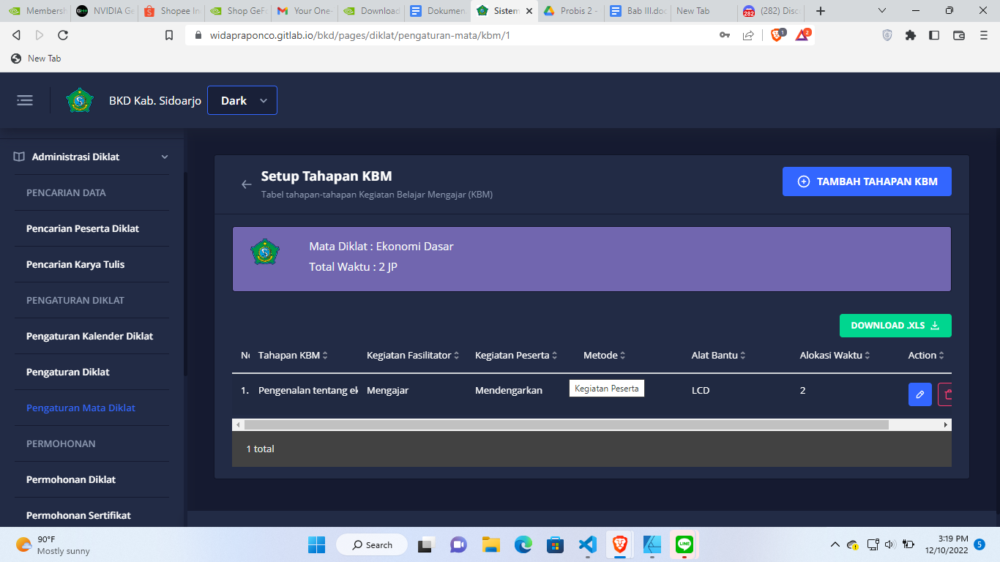 Membersh
NVIDIA Ge
Shopee In
Shop GeFo
Your One-
Download
Dokumen
Sistem
Probis 2 -
Bab III.doc
New Tab
(282) Disc
widapraponco.gitlab.io/bkd/pages/diklat/pengaturan-mata/kbm/1
1
2
New Tab
BKD Kab. Sidoarjo
Dark
Administrasi Diklat
PENCARIAN DATA
Pencarian Peserta Diklat
Pencarian Karya Tulis
PENGATURAN DIKLAT
Pengaturan Kalender Diklat
Pengaturan Diklat
Pengaturan Mata Diklat
PERMOHONAN
Permohonan Diklat
Permohonan Sertifikat
Setup Tahapan KBM
Tabel tahapan-tahapan Kegiatan Belajar Mengajar (KBM)
TAMBAH TAHAPAN KBM
Mata Diklat : Ekonomi Dasar
Total Waktu : 2 JP
DOWNLOAD .XLS
No Tahapan KBM Kegiatan Fasilitator Kegiatan Peserta Metode Alat Bantu Alokasi Waktu Action
1. Pengenalan tentang ek Mengajar Mendengarkan LCD 2
Kegiatan Peserta
1 total
90°F
Mostly sunny
Search
LINE
3:19 PM
12/10/2022
5